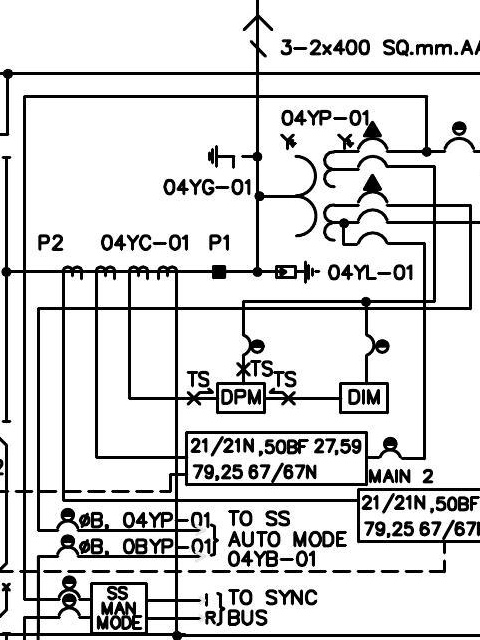 3-2x400 SQ.mm.AA
04YP-01
04YG-01
P2 04YC-01 P1
04YL-01
TS TS TS
DPM DIM
21/21N,50BF 27,59
79,25 67/67N
MAIN 2
21/21N,50BF
79,25 67/67
ØB, 04YP-01 TO SS
AUTO MODE
ØB, 0BYP-01
04YB-01
SS
MAN
MODE
I TO SYNC
R BUS